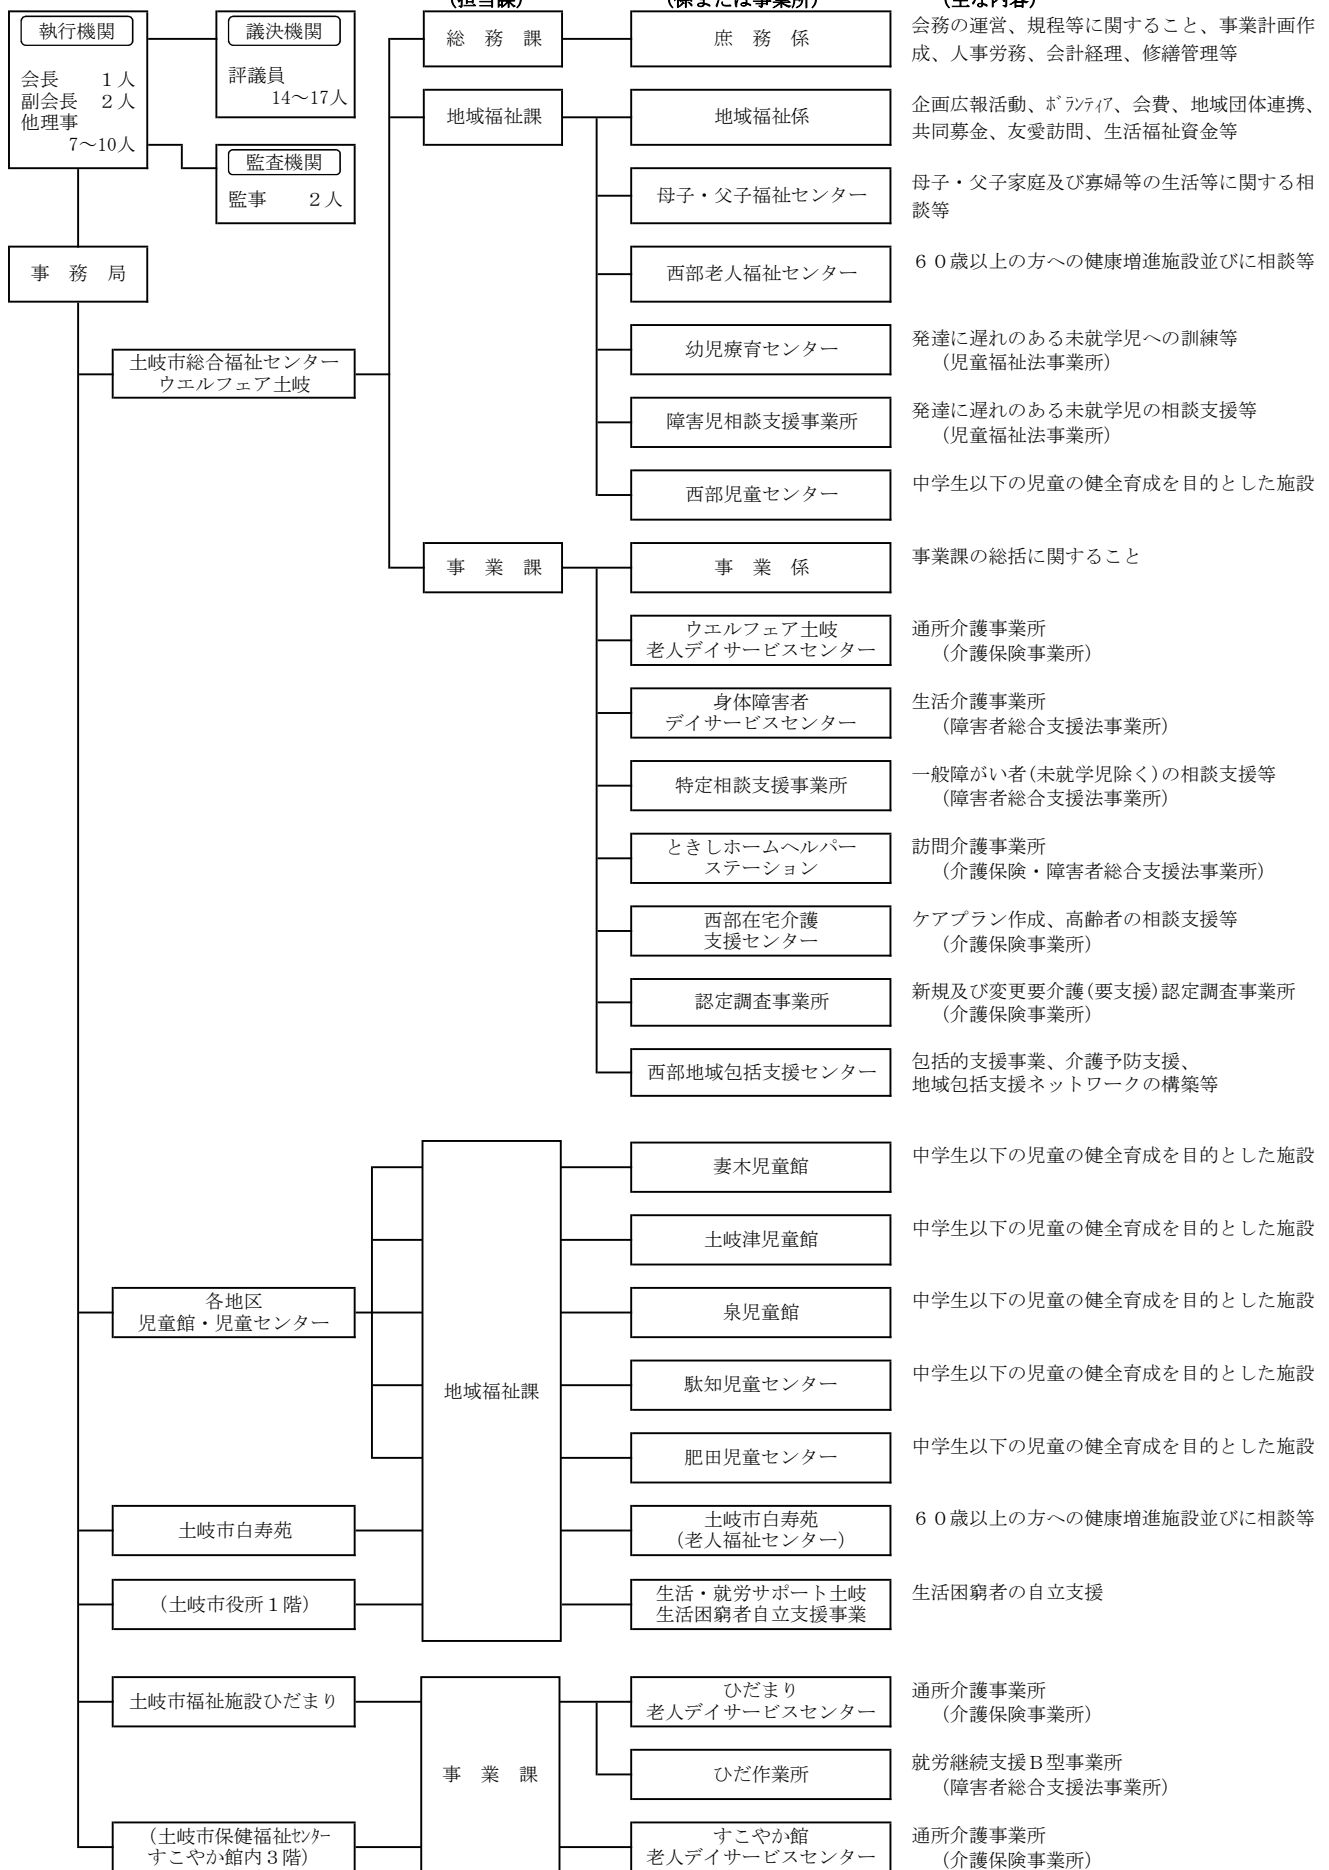 (担当課)
(係または事業所)
(主な内容)
執行機関
会長　１人
副会長　２人
他理事
7～10人
議決機関
評議員
14～17人
監査機関
監事　２人
事　務　局
土岐市総合福祉センター
ウエルフェア土岐
総　務　課
庶務係
会務の運営、規程等に関すること、事業計画作
成、人事労務、会計経理、修繕管理等
地域福祉課
地域福祉係
企画広報活動、ﾎﾞﾗﾝﾃｨｱ、会費、地域団体連携、
共同募金、友愛訪問、生活福祉資金等
母子・父子福祉センター
母子・父子家庭及び寡婦等の生活等に関する相
談等
西部老人福祉センター
６０歳以上の方への健康増進施設並びに相談等
幼児療育センター
発達に遅れのある未就学児への訓練等
(児童福祉法事業所)
障害児相談支援事業所
発達に遅れのある未就学児の相談支援等
(児童福祉法事業所)
西部児童センター
中学生以下の児童の健全育成を目的とした施設
事　業　課
事　業　係
事業課の総括に関すること
ウエルフェア土岐
老人デイサービスセンター
通所介護事業所
(介護保険事業所)
身体障害者
デイサービスセンター
生活介護事業所
(障害者総合支援法事業所)
特定相談支援事業所
一般障がい者(未就学児除く)の相談支援等
(障害者総合支援法事業所)
ときしホームヘルパー
ステーション
訪問介護事業所
(介護保険・障害者総合支援法事業所)
西部在宅介護
支援センター
ケアプラン作成、高齢者の相談支援等
(介護保険事業所)
認定調査事業所
新規及び変更要介護(要支援)認定調査事業所
(介護保険事業所)
西部地域包括支援センター
包括的支援事業、介護予防支援、
地域包括支援ネットワークの構築等
各地区
児童館・児童センター
地域福祉課
妻木児童館
中学生以下の児童の健全育成を目的とした施設
土岐津児童館
中学生以下の児童の健全育成を目的とした施設
泉児童館
中学生以下の児童の健全育成を目的とした施設
駄知児童センター
中学生以下の児童の健全育成を目的とした施設
肥田児童センター
中学生以下の児童の健全育成を目的とした施設
土岐市白寿苑
土岐市白寿苑
(老人福祉センター)
６０歳以上の方への健康増進施設並びに相談等
(土岐市役所１階)
生活・就労サポート土岐
生活困窮者自立支援事業
生活困窮者の自立支援
土岐市福祉施設ひだまり
事　業　課
ひだまり
老人デイサービスセンター
通所介護事業所
(介護保険事業所)
ひだ作業所
就労継続支援Ｂ型事業所
(障害者総合支援法事業所)
(土岐市保健福祉ｾﾝﾀｰ
すこやか館内３階)
すこやか館
老人デイサービスセンター
通所介護事業所
(介護保険事業所)